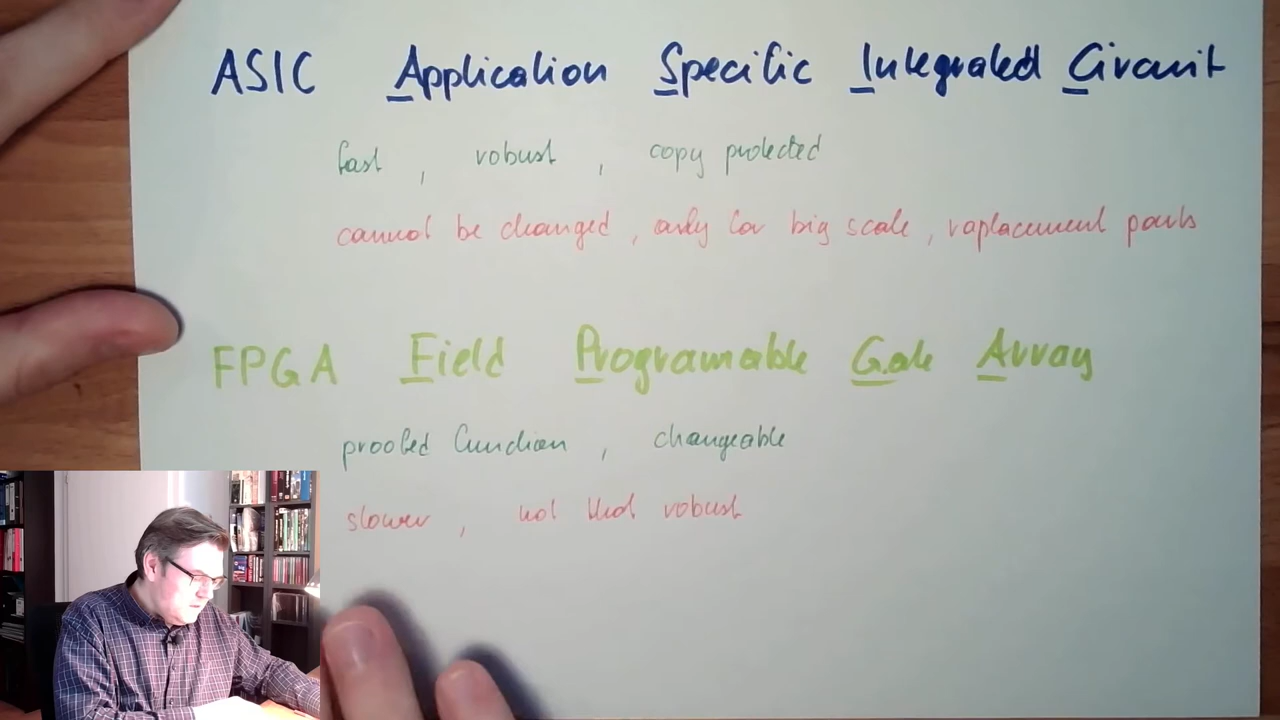 ASIC Application Specific Integrated Circuit
fast , robust , copy protected
cannot be changed , only for big scale , raplacement parts
FPGA Field Programable Gate Array
proofed function , changeable
slower , not that robust